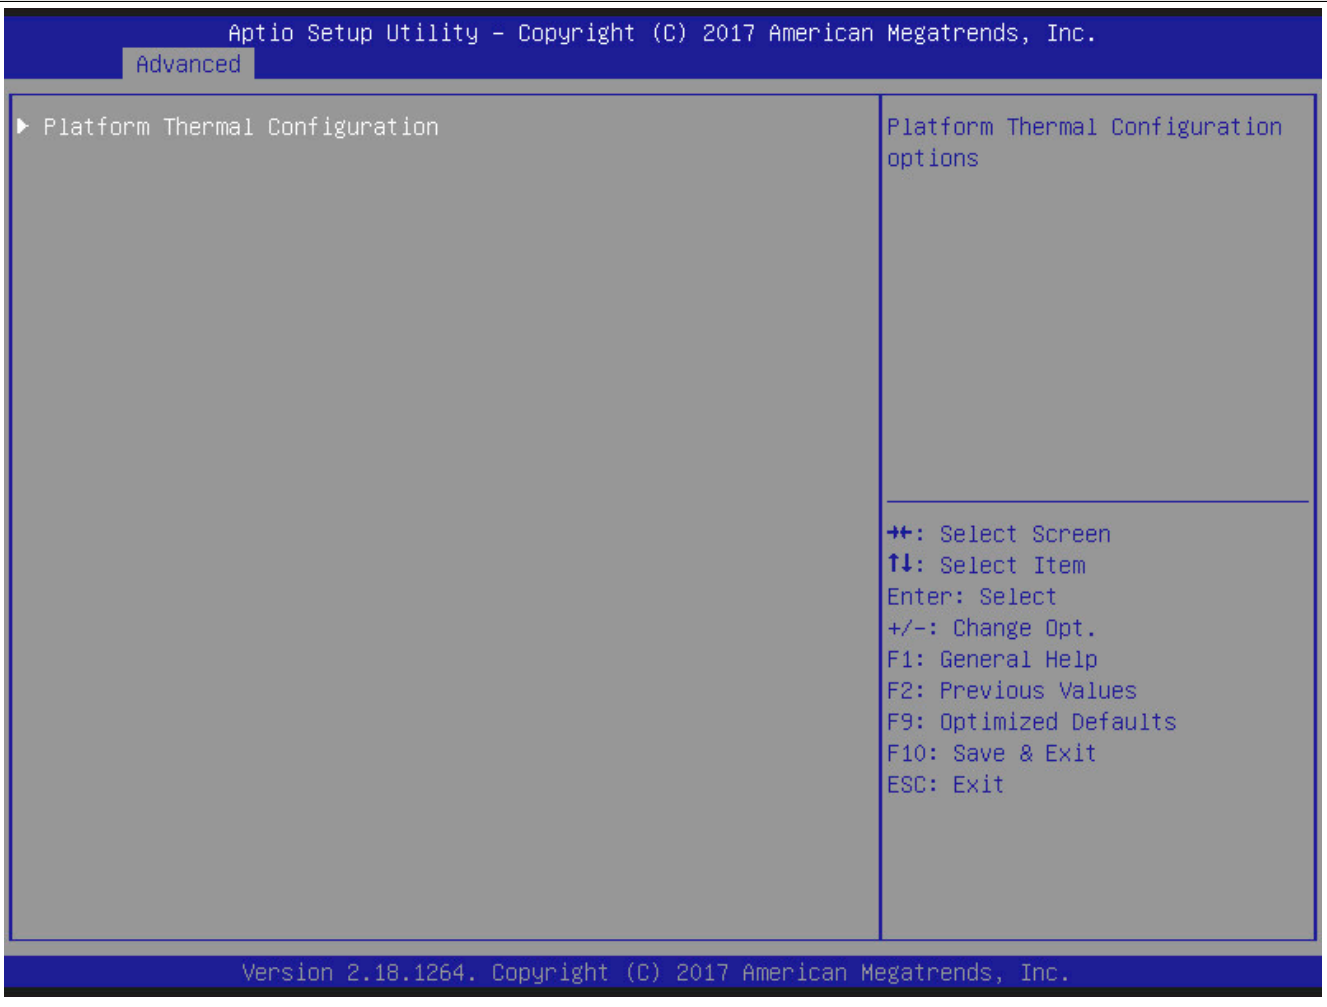 Aptio Setup Utility – Copyright (C) 2017 American Megatrends, Inc.
Advanced
▶ Platform Thermal Configuration
Platform Thermal Configuration
options
→←: Select Screen
↑↓: Select Item
Enter: Select
+/-: Change Opt.
F1: General Help
F2: Previous Values
F9: Optimized Defaults
F10: Save & Exit
ESC: Exit
Version 2.18.1264. Copyright (C) 2017 American Megatrends, Inc.